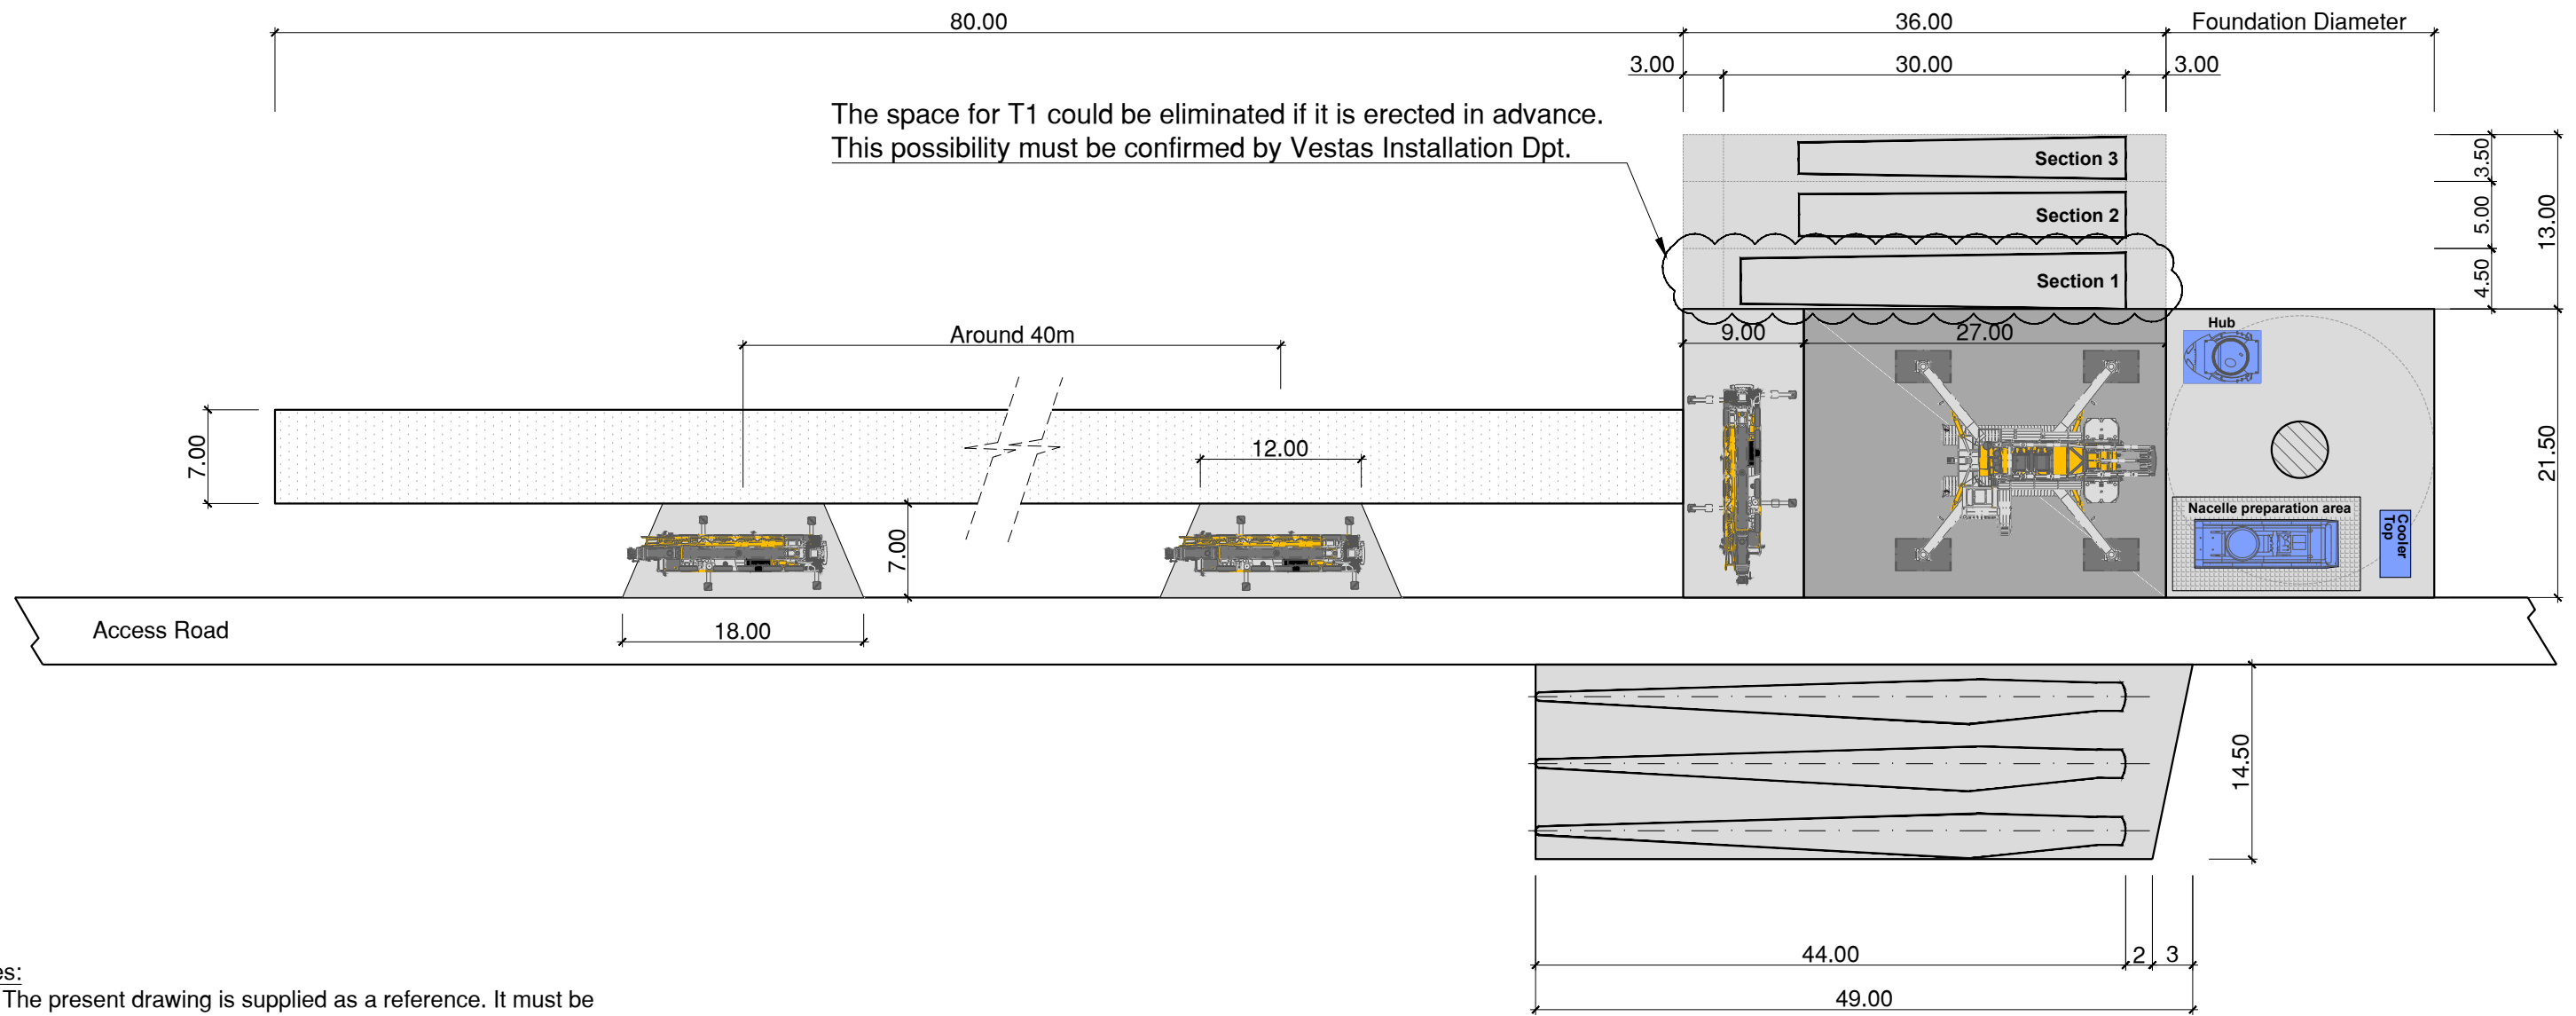 80.00
36.00
Foundation Diameter
3.00
30.00
3.00
The space for T1 could be eliminated if it is erected in advance.
This possibility must be confirmed by Vestas Installation Dpt.
Section 3
3.50
Section 2
5.00
13.00
Section 1
4.50
Around 40m
9.00
27.00
Hub
7.00
12.00
21.50
Nacelle preparation area
Cooler
Top
7.00
Access Road
18.00
14.50
44.00
2
3
49.00
es:
The present drawing is supplied as a reference. It must be